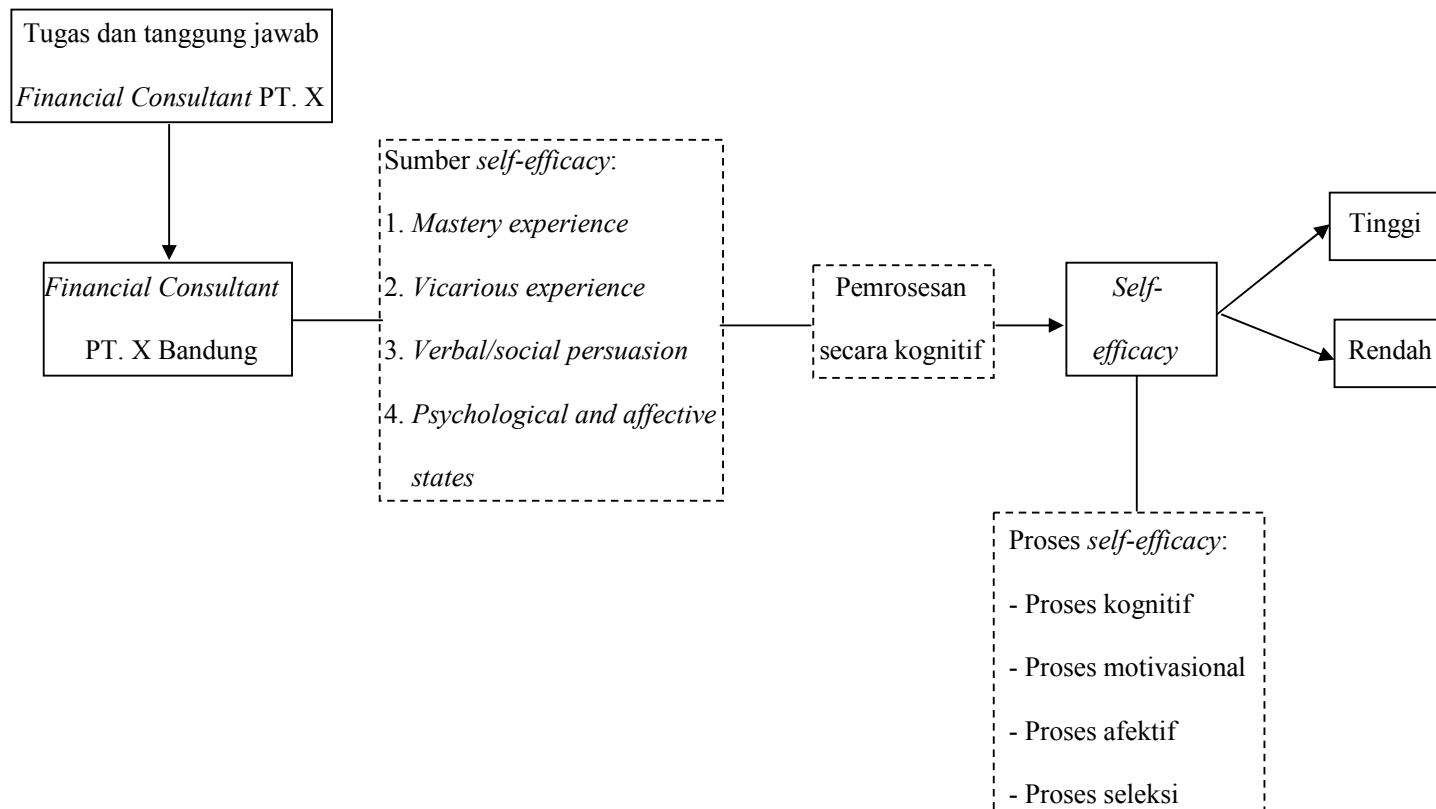 Tugas dan tanggung jawab
Financial Consultant PT. X
Financial Consultant
PT. X Bandung
Sumber self-efficacy:
1. Mastery experience
2. Vicarious experience
3. Verbal/social persuasion
4. Psychological and affective
states
Pemrosesan
secara kognitif
Self-
efficacy
Tinggi
Rendah
Proses self-efficacy:
- Proses kognitif
- Proses motivasional
- Proses afektif
- Proses seleksi